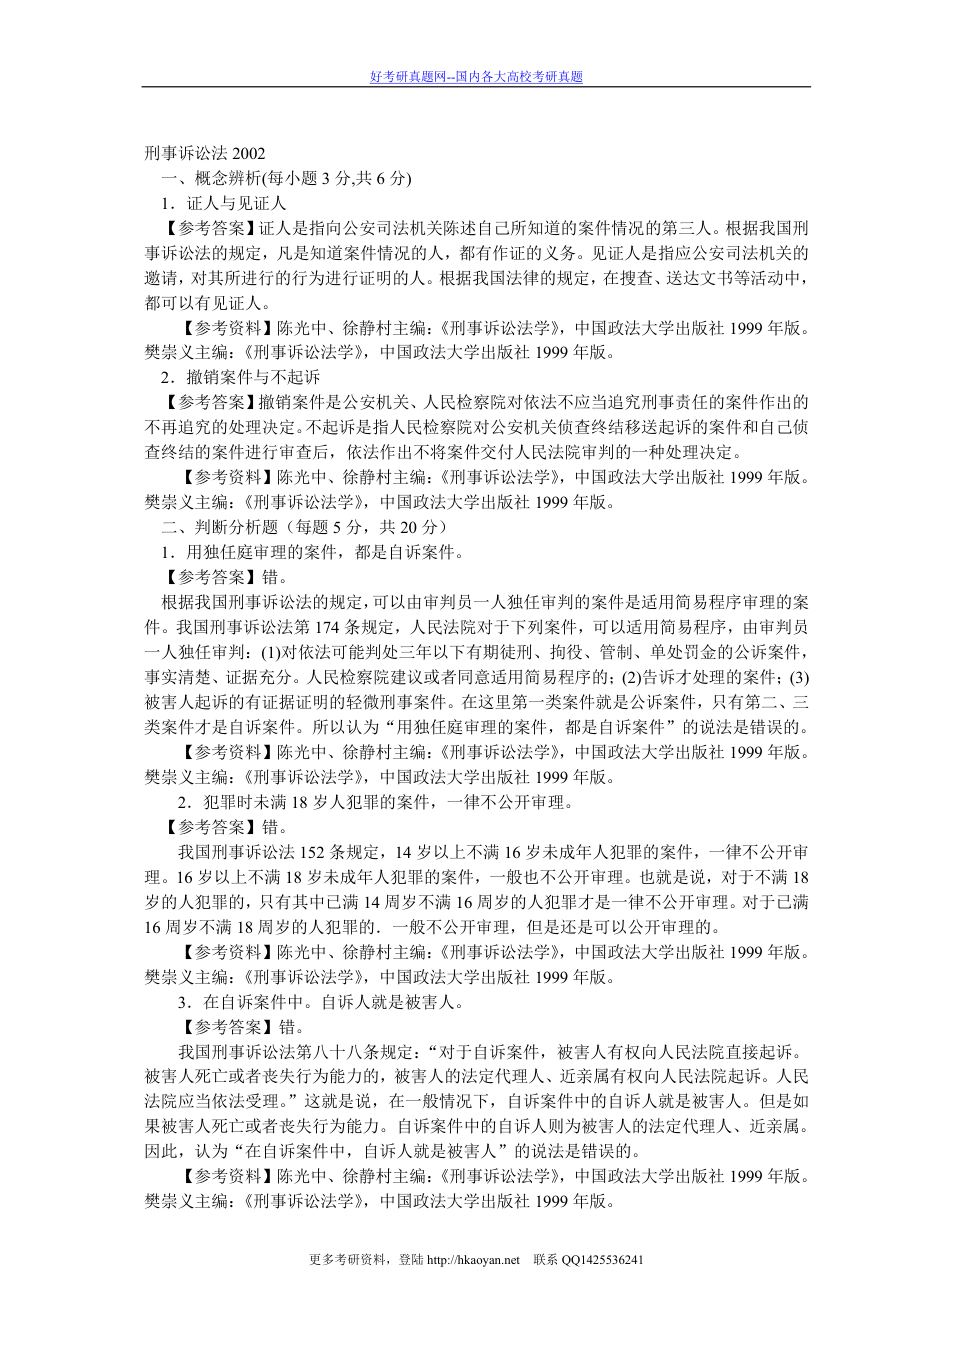 好考研真题网--国内各大高校考研真题
刑事诉讼法 2002
一、概念辨析(每小题 3 分,共 6 分)
1．证人与见证人
【参考答案】证人是指向公安司法机关陈述自己所知道的案件情况的第三人。根据我国刑
事诉讼法的规定，凡是知道案件情况的人，都有作证的义务。见证人是指应公安司法机关的
邀请，对其所进行的行为进行证明的人。根据我国法律的规定，在搜查、送达文书等活动中，
都可以有见证人。
【参考资料】陈光中、徐静村主编：《刑事诉讼法学》，中国政法大学出版社 1999 年版。
樊崇义主编：《刑事诉讼法学》，中国政法大学出版社 1999 年版。
2．撤销案件与不起诉
【参考答案】撤销案件是公安机关、人民检察院对依法不应当追究刑事责任的案件作出的
不再追究的处理决定。不起诉是指人民检察院对公安机关侦查终结移送起诉的案件和自己侦
查终结的案件进行审查后，依法作出不将案件交付人民法院审判的一种处理决定。
【参考资料】陈光中、徐静村主编：《刑事诉讼法学》，中国政法大学出版社 1999 年版。
樊崇义主编：《刑事诉讼法学》，中国政法大学出版社 1999 年版。
二、判断分析题（每题 5 分，共 20 分）
1．用独任庭审理的案件，都是自诉案件。
【参考答案】错。
根据我国刑事诉讼法的规定，可以由审判员一人独任审判的案件是适用简易程序审理的案
件。我国刑事诉讼法第 174 条规定，人民法院对于下列案件，可以适用简易程序，由审判员
一人独任审判：(1)对依法可能判处三年以下有期徒刑、拘役、管制、单处罚金的公诉案件，
事实清楚、证据充分。人民检察院建议或者同意适用简易程序的；(2)告诉才处理的案件；(3)
被害人起诉的有证据证明的轻微刑事案件。在这里第一类案件就是公诉案件，只有第二、三
类案件才是自诉案件。所以认为“用独任庭审理的案件，都是自诉案件”的说法是错误的。
【参考资料】陈光中、徐静村主编：《刑事诉讼法学》，中国政法大学出版社 1999 年版。
樊崇义主编：《刑事诉讼法学》，中国政法大学出版社 1999 年版。
2．犯罪时未满 18 岁人犯罪的案件，一律不公开审理。
【参考答案】错。
我国刑事诉讼法 152 条规定，14 岁以上不满 16 岁未成年人犯罪的案件，一律不公开审
理。16 岁以上不满 18 岁未成年人犯罪的案件，一般也不公开审理。也就是说，对于不满 18
岁的人犯罪的，只有其中已满 14 周岁不满 16 周岁的人犯罪才是一律不公开审理。对于已满
16 周岁不满 18 周岁的人犯罪的．一般不公开审理，但是还是可以公开审理的。
【参考资料】陈光中、徐静村主编：《刑事诉讼法学》，中国政法大学出版社 1999 年版。
樊崇义主编：《刑事诉讼法学》，中国政法大学出版社 1999 年版。
3．在自诉案件中。自诉人就是被害人。
【参考答案】错。
我国刑事诉讼法第八十八条规定：“对于自诉案件，被害人有权向人民法院直接起诉。
被害人死亡或者丧失行为能力的，被害人的法定代理人、近亲属有权向人民法院起诉。人民
法院应当依法受理。”这就是说，在一般情况下，自诉案件中的自诉人就是被害人。但是如
果被害人死亡或者丧失行为能力。自诉案件中的自诉人则为被害人的法定代理人、近亲属。
因此，认为“在自诉案件中，自诉人就是被害人”的说法是错误的。
【参考资料】陈光中、徐静村主编：《刑事诉讼法学》，中国政法大学出版社 1999 年版。
樊崇义主编：《刑事诉讼法学》，中国政法大学出版社 1999 年版。
更多考研资料，登陆 http://hkaoyan.net 联系 QQ1425536241